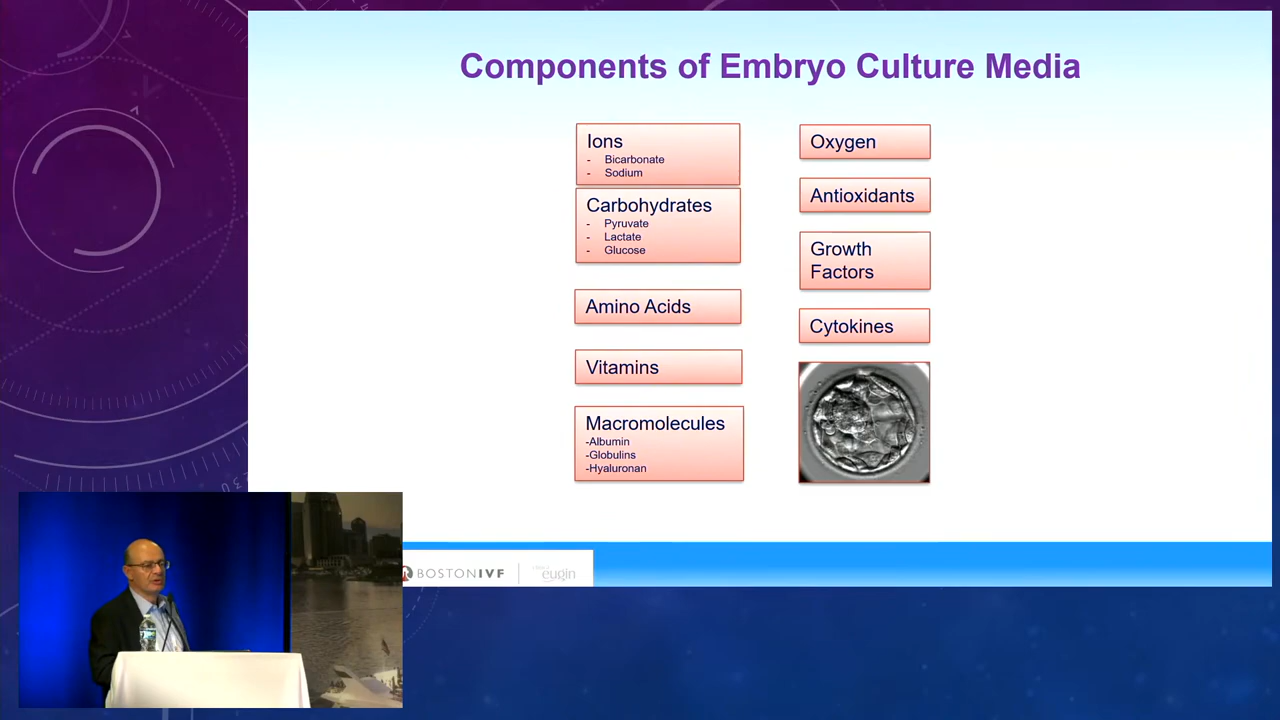 Components of Embryo Culture Media
Ions
- Bicarbonate
- Sodium
Carbohydrates
- Pyruvate
- Lactate
- Glucose
Amino Acids
Vitamins
Macromolecules
-Albumin
-Globulins
-Hyaluronan
Oxygen
Antioxidants
Growth
Factors
Cytokines
BOSTONIVF
eugin
230